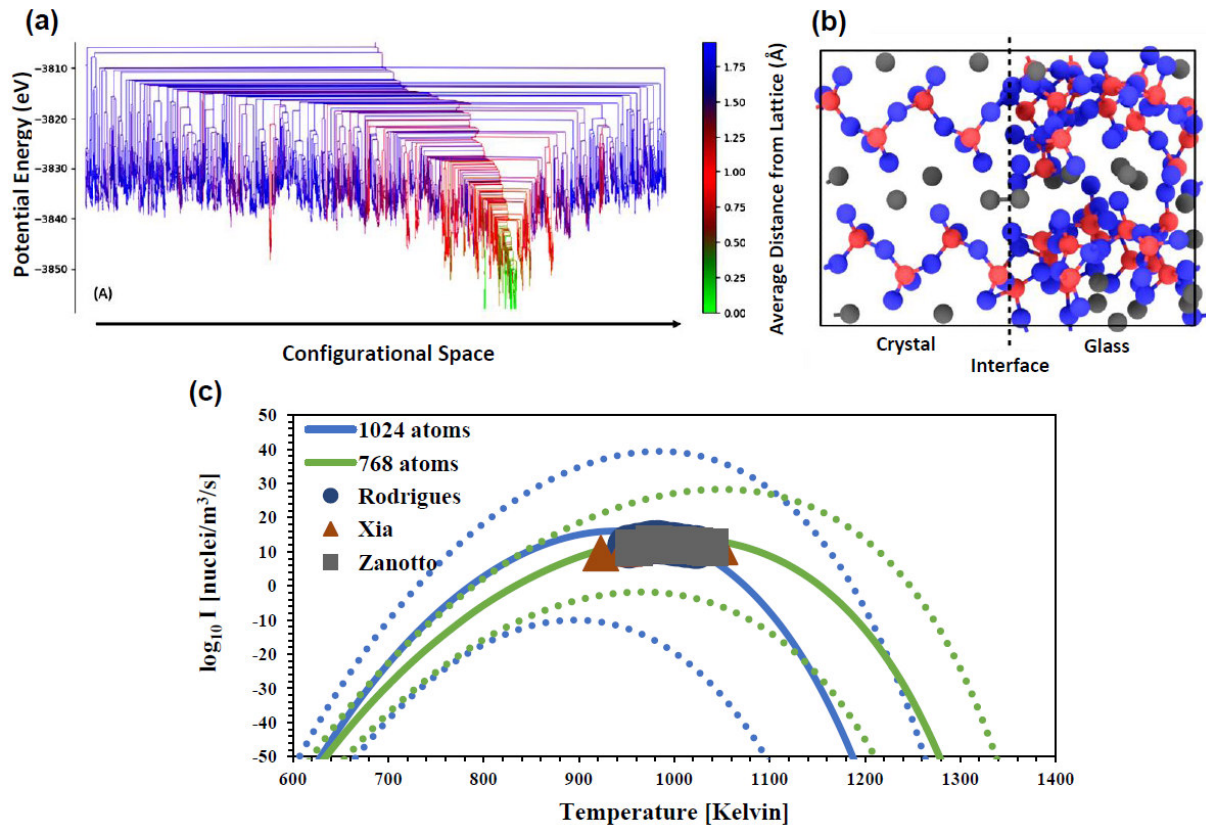 (a)
Potential Energy (eV)
−3810
−3820
−3830
−3840
−3850
(A)
Configurational Space
1.75
1.50
1.25
1.00
0.75
0.50
0.25
0.00
Average Distance from Lattice (Å)
(b)
Crystal
Interface
Glass
(c)
log₁₀ I [nuclei/m³/s]
50
40
30
20
10
0
-10
-20
-30
-40
-50
1024 atoms
768 atoms
Rodrigues
Xia
Zanotto
600 700 800 900 1000 1100 1200 1300 1400
Temperature [Kelvin]